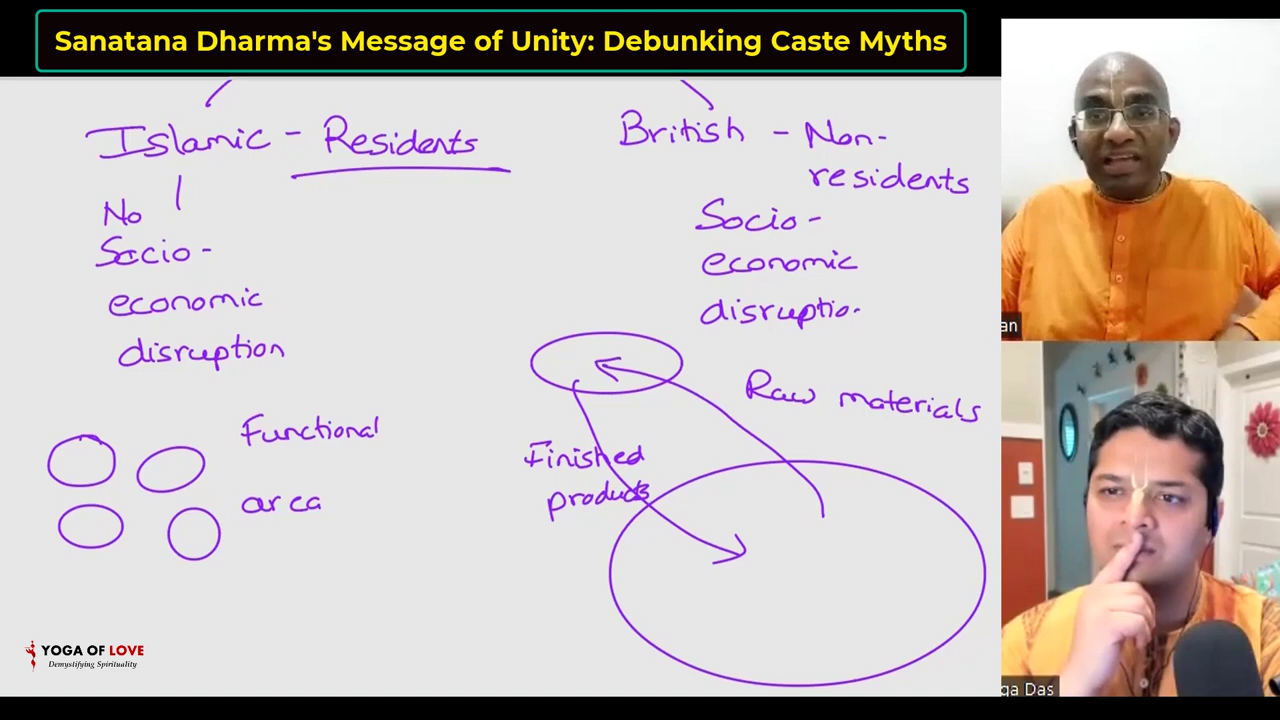 Sanatana Dharma's Message of Unity: Debunking Caste Myths
Islamic - Residents
No
Socio-
economic
disruption
Functional
area
British - Non-
residents
Socio-
economic
disruption
Raw materials
Finished
products
YOGA OF LOVE
Demystifying Spirituality
an
ga Das